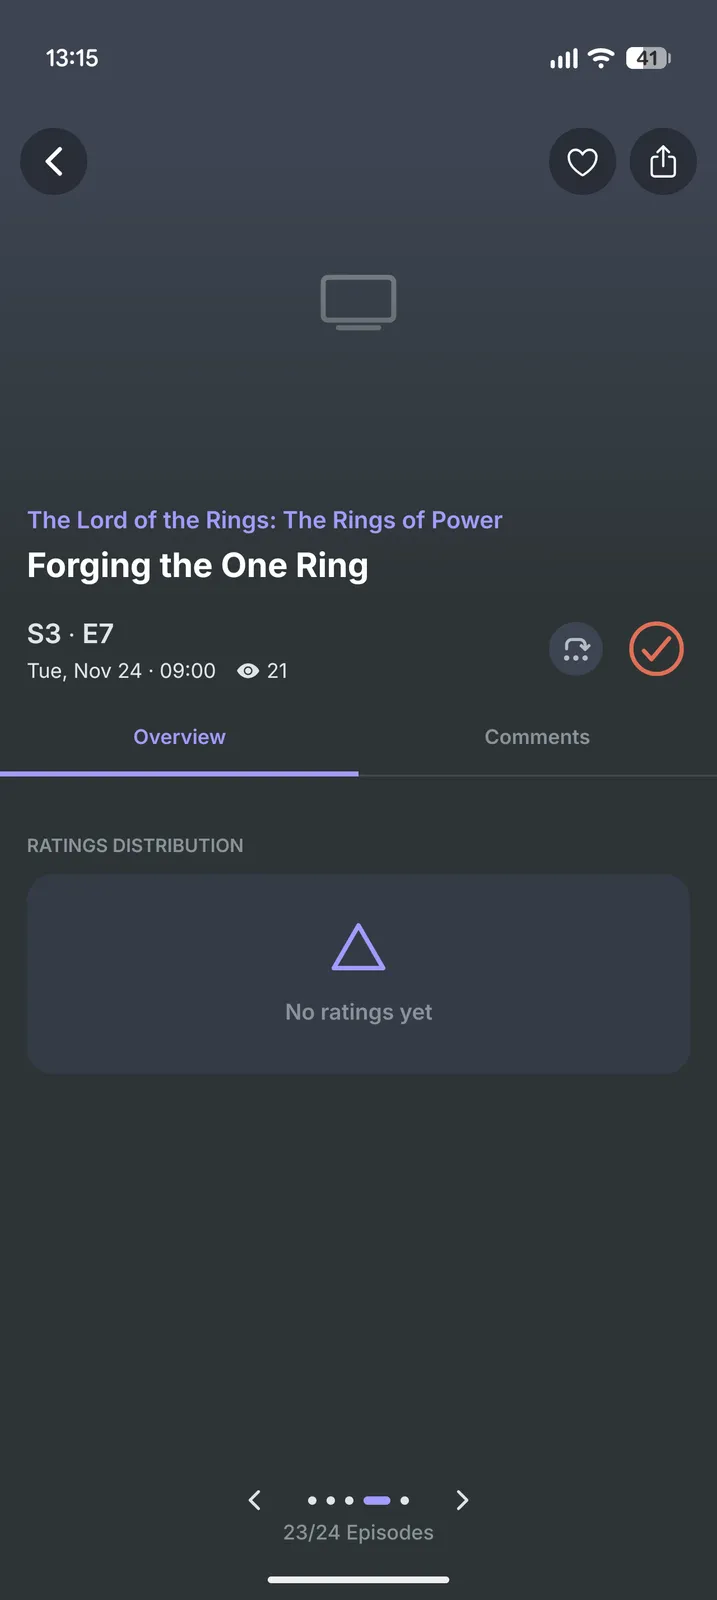 13:15
41
The Lord of the Rings: The Rings of Power
Forging the One Ring
S3 · E7
Tue, Nov 24 · 09:00 21
Overview Comments
RATINGS DISTRIBUTION
No ratings yet
23/24 Episodes